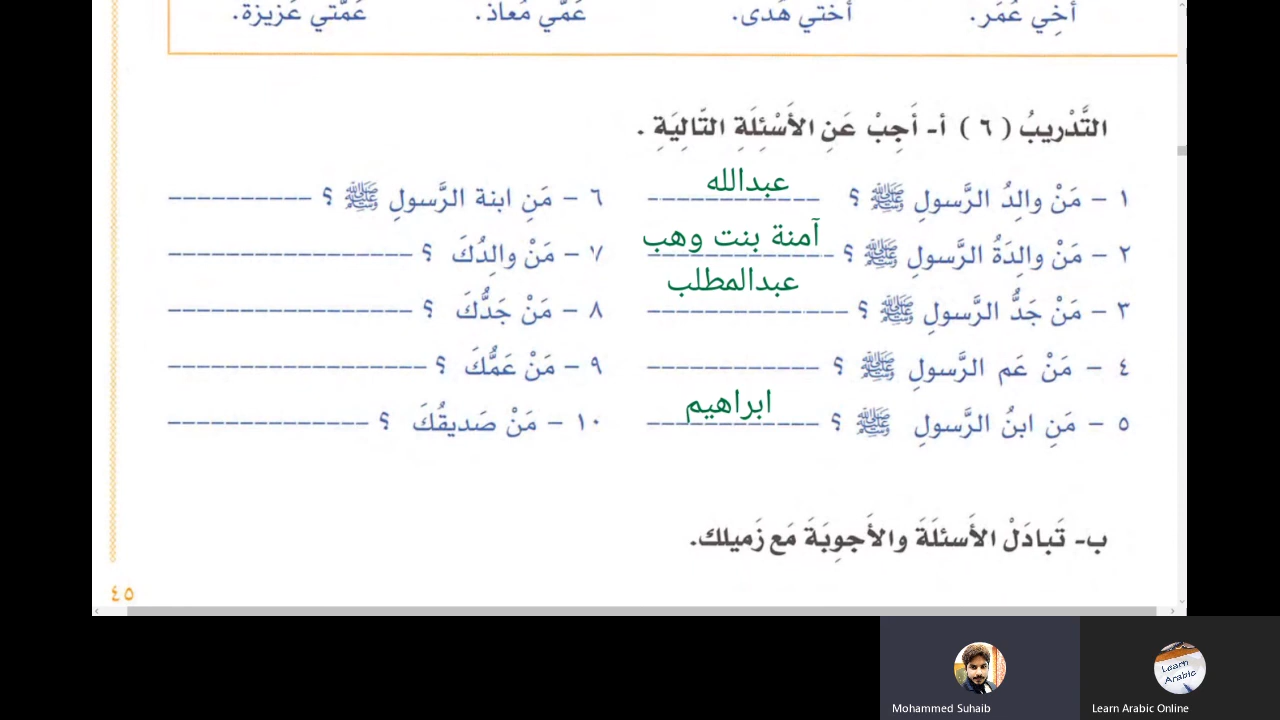 أَخِي عُمَر. أُختي هُدى. عَمِّي مُعاذ. عَمَّتي عَزيزة.
التَّدْريبُ (٦) أ- أَجِبْ عَنِ الأَسْئِلَةِ التّالِيَةِ .
١ - مَنْ والِدُ الرَّسولِ ﷺ ؟ عبدالله
٢ - مَنْ والِدَةُ الرَّسولِ ﷺ ؟ آمنة بنت وهب
٣ - مَنْ جَدُّ الرَّسولِ ﷺ ؟ عبدالمطلب
٤ - مَنْ عَم الرَّسولِ ﷺ ؟
٥ - مَنِ ابنُ الرَّسولِ ﷺ ؟ ابراهيم
٦ - مَنِ ابنة الرَّسولِ ﷺ ؟
٧ - مَنْ والِدُكَ ؟
٨ - مَنْ جَدُّكَ ؟
٩ - مَنْ عَمُّكَ ؟
١٠ - مَنْ صَديقُكَ ؟
ب- تَبادَلْ الأَسئلَةَ والأَجوِبَةَ مَع زَميلك.
٤٥
Mohammed Suhaib
Learn Arabic
Learn Arabic Online